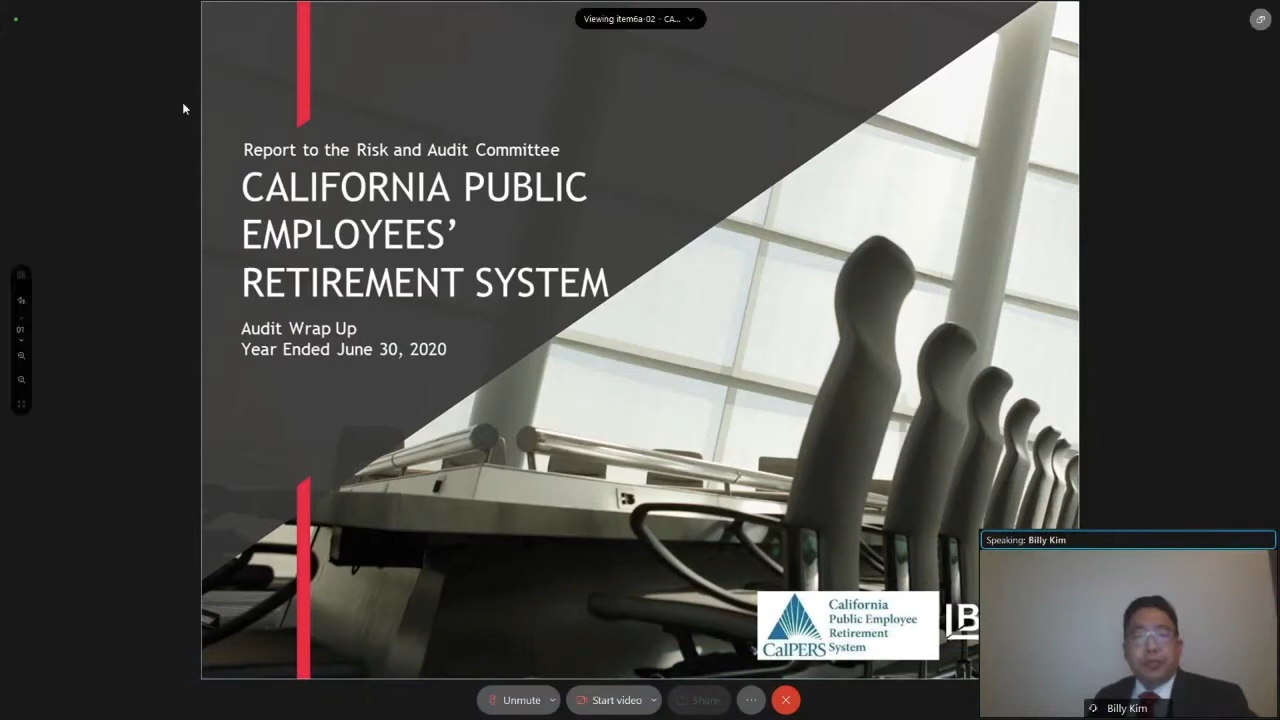 Viewing item6a-02 - CA...
Report to the Risk and Audit Committee
CALIFORNIA PUBLIC
EMPLOYEES’
RETIREMENT SYSTEM
Audit Wrap Up
Year Ended June 30, 2020
01
California
Public Employee
Retirement
System
CalPERS
Speaking: Billy Kim
Billy Kim
Unmute
Start video
Share